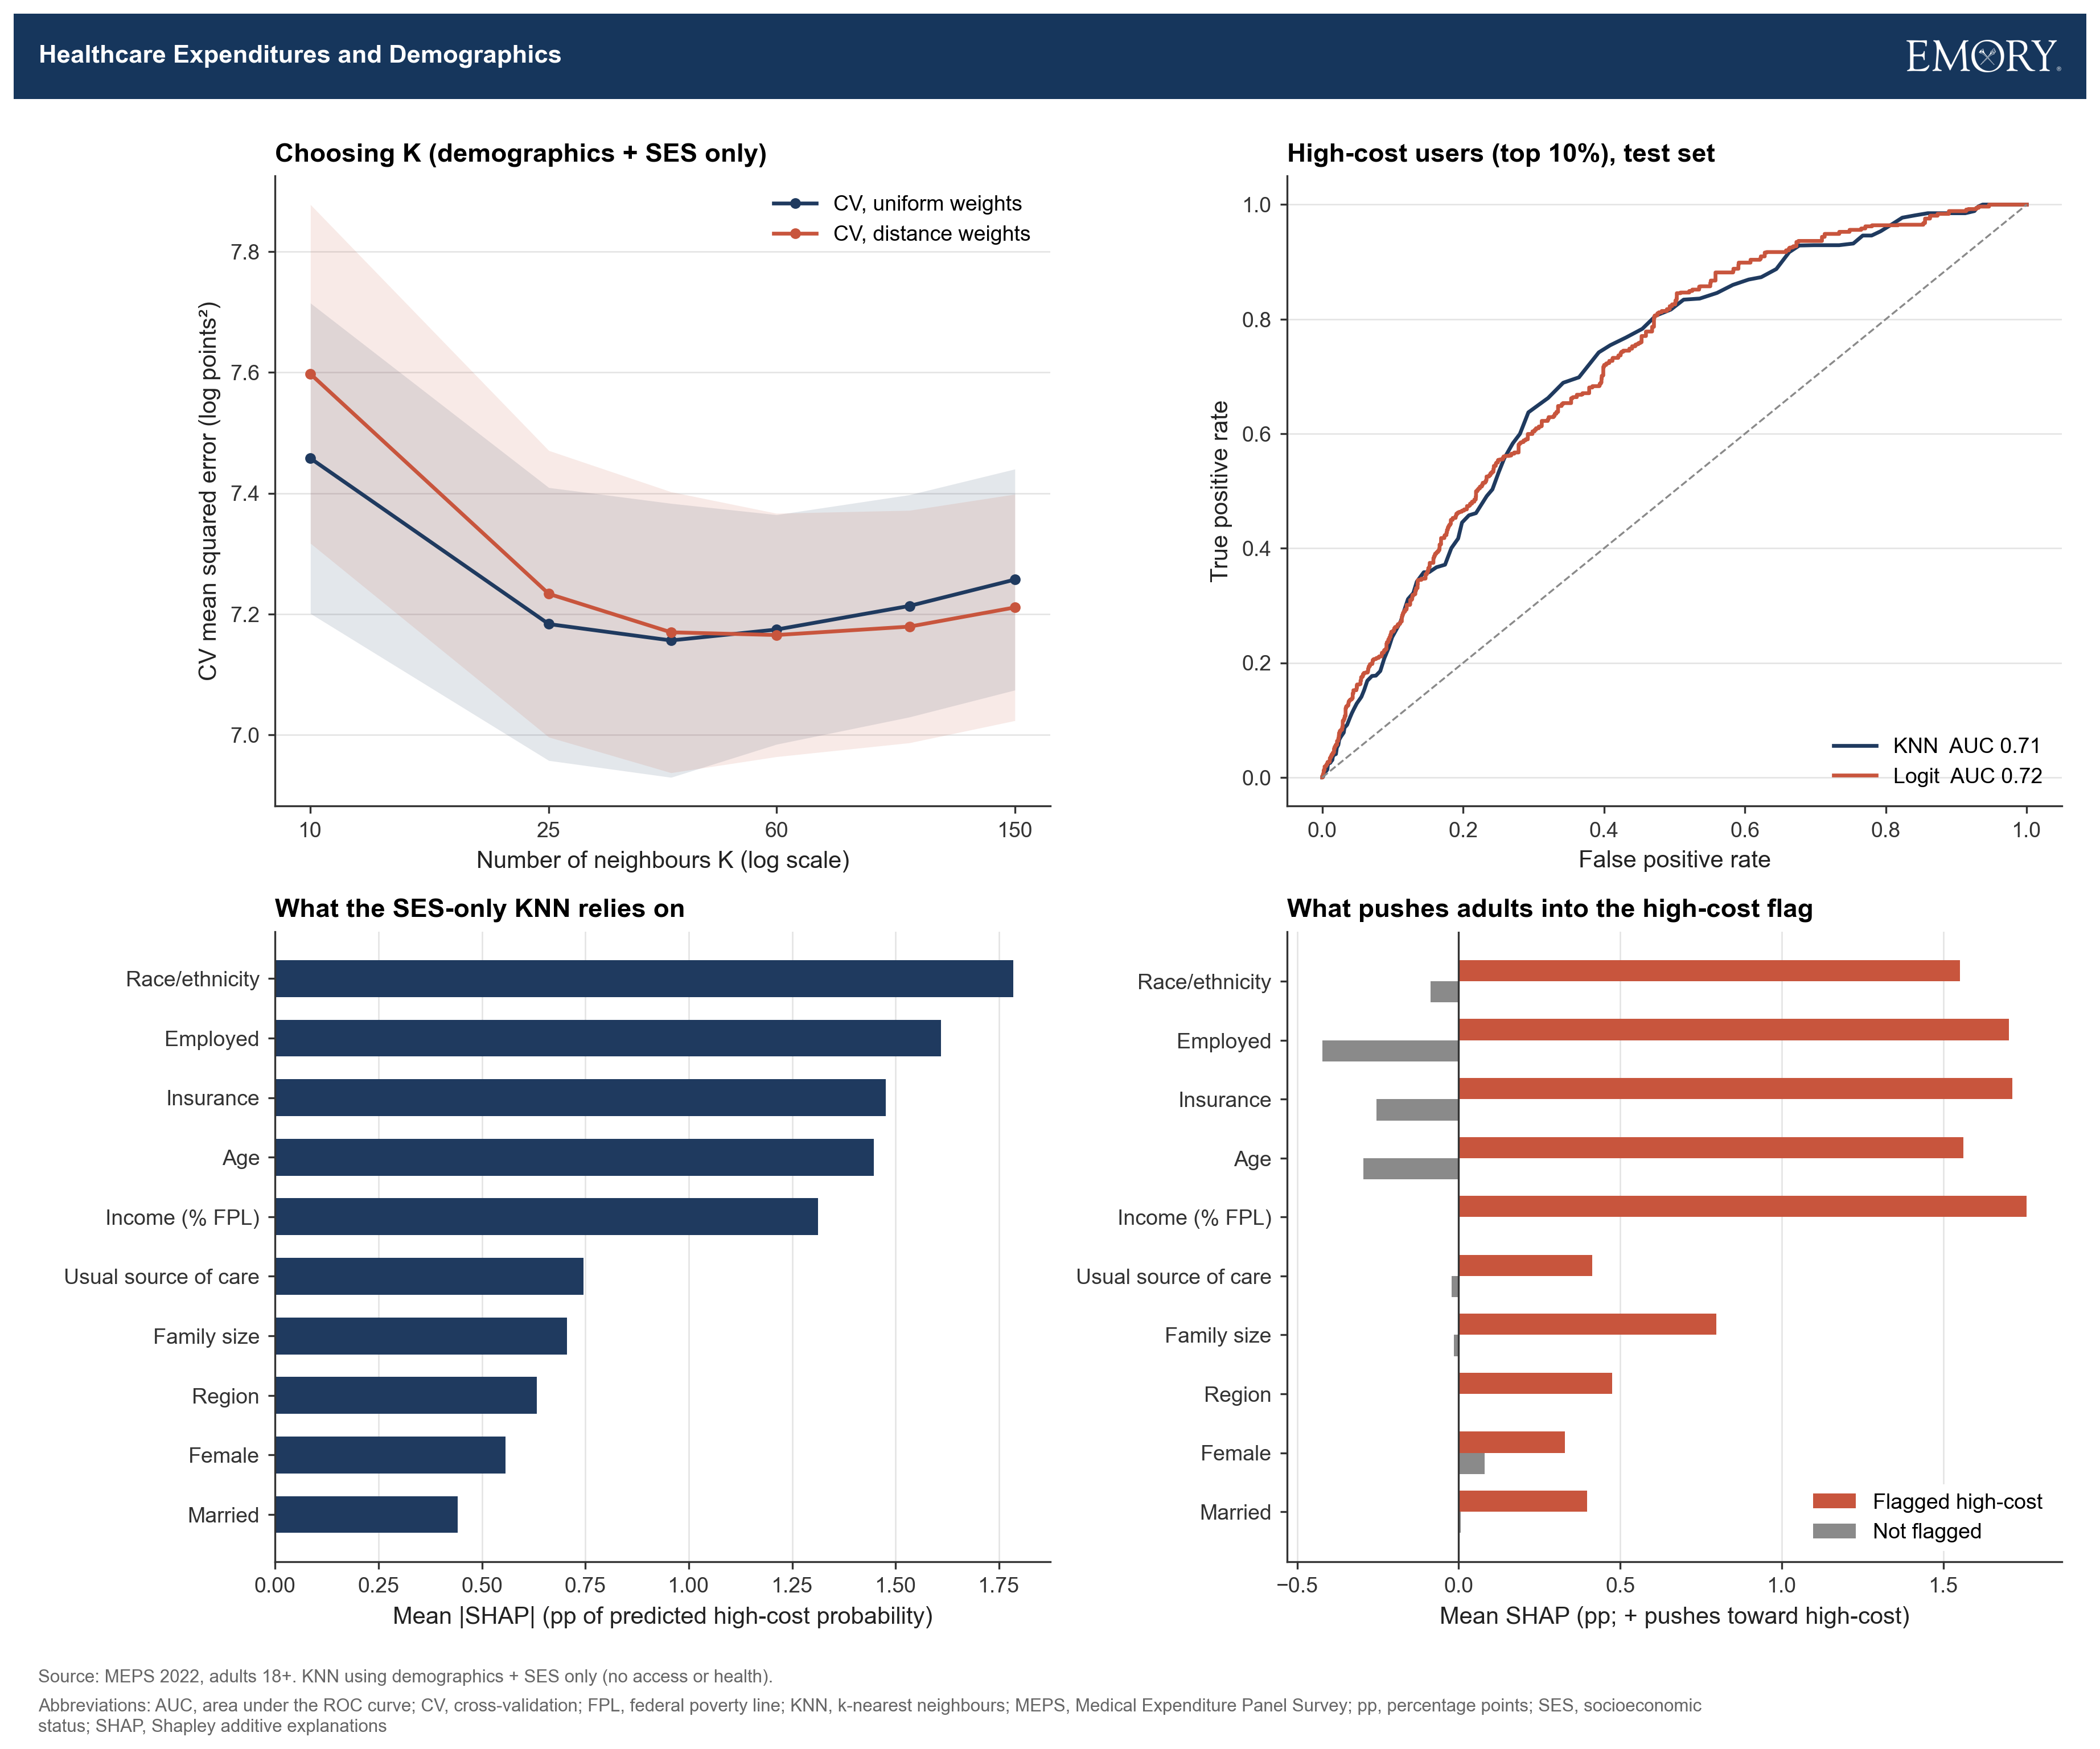 Healthcare Expenditures and Demographics
EMORY®
Choosing K (demographics + SES only)
CV, uniform weights
CV, distance weights
CV mean squared error (log points²)
7.8
7.6
7.4
7.2
7.0
10
25
60
150
Number of neighbours K (log scale)
High-cost users (top 10%), test set
True positive rate
1.0
0.8
0.6
0.4
0.2
0.0
KNN AUC 0.71
Logit AUC 0.72
0.0
0.2
0.4
0.6
0.8
1.0
False positive rate
What the SES-only KNN relies on
Race/ethnicity
Employed
Insurance
Age
Income (% FPL)
Usual source of care
Family size
Region
Female
Married
0.00
0.25
0.50
0.75
1.00
1.25
1.50
1.75
Mean |SHAP| (pp of predicted high-cost probability)
What pushes adults into the high-cost flag
Race/ethnicity
Employed
Insurance
Age
Income (% FPL)
Usual source of care
Family size
Region
Female
Married
Flagged high-cost
Not flagged
−0.5
0.0
0.5
1.0
1.5
Mean SHAP (pp; + pushes toward high-cost)
Source: MEPS 2022, adults 18+. KNN using demographics + SES only (no access or health).
Abbreviations: AUC, area under the ROC curve; CV, cross-validation; FPL, federal poverty line; KNN, k-nearest neighbours; MEPS, Medical Expenditure Panel Survey; pp, percentage points; SES, socioeconomic
status; SHAP, Shapley additive explanations